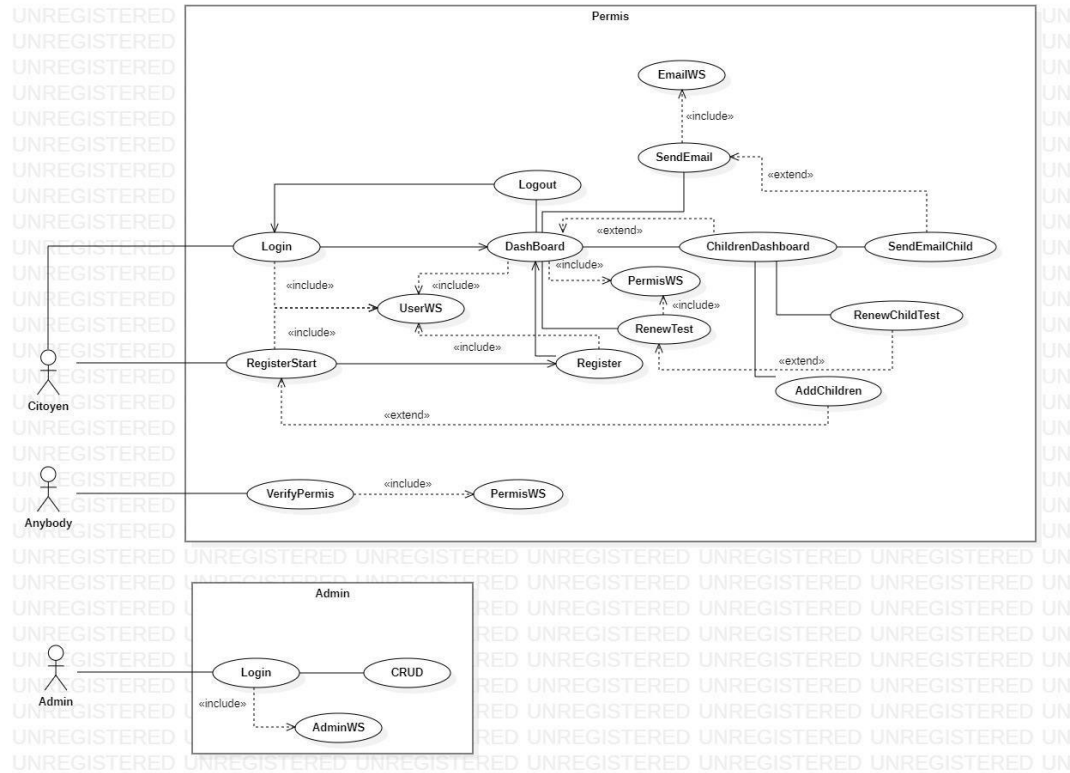 Permis
EmailWS
«include»
SendEmail
«extend»
Logout
«extend»
Login
DashBoard
ChildrenDashboard
SendEmailChild
«include»
«include»
«include»
PermisWS
«include»
UserWS
RenewChildTest
«include»
RenewTest
«include»
RegisterStart
Register
«extend»
Citoyen
AddChildren
«extend»
VerifyPermis
«include»
PermisWS
Anybody
Admin
Login
CRUD
Admin
«include»
AdminWS
UNREGISTERED